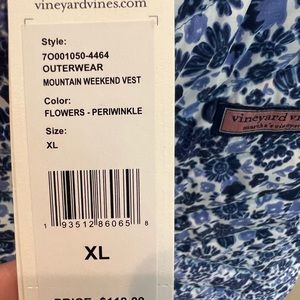 vineyardvines.com
Style:
7O001050-4464
OUTERWEAR
MOUNTAIN WEEKEND VEST
Color:
FLOWERS - PERIWINKLE
Size:
XL
1 93512 86065 8
XL
vineyard
martha's